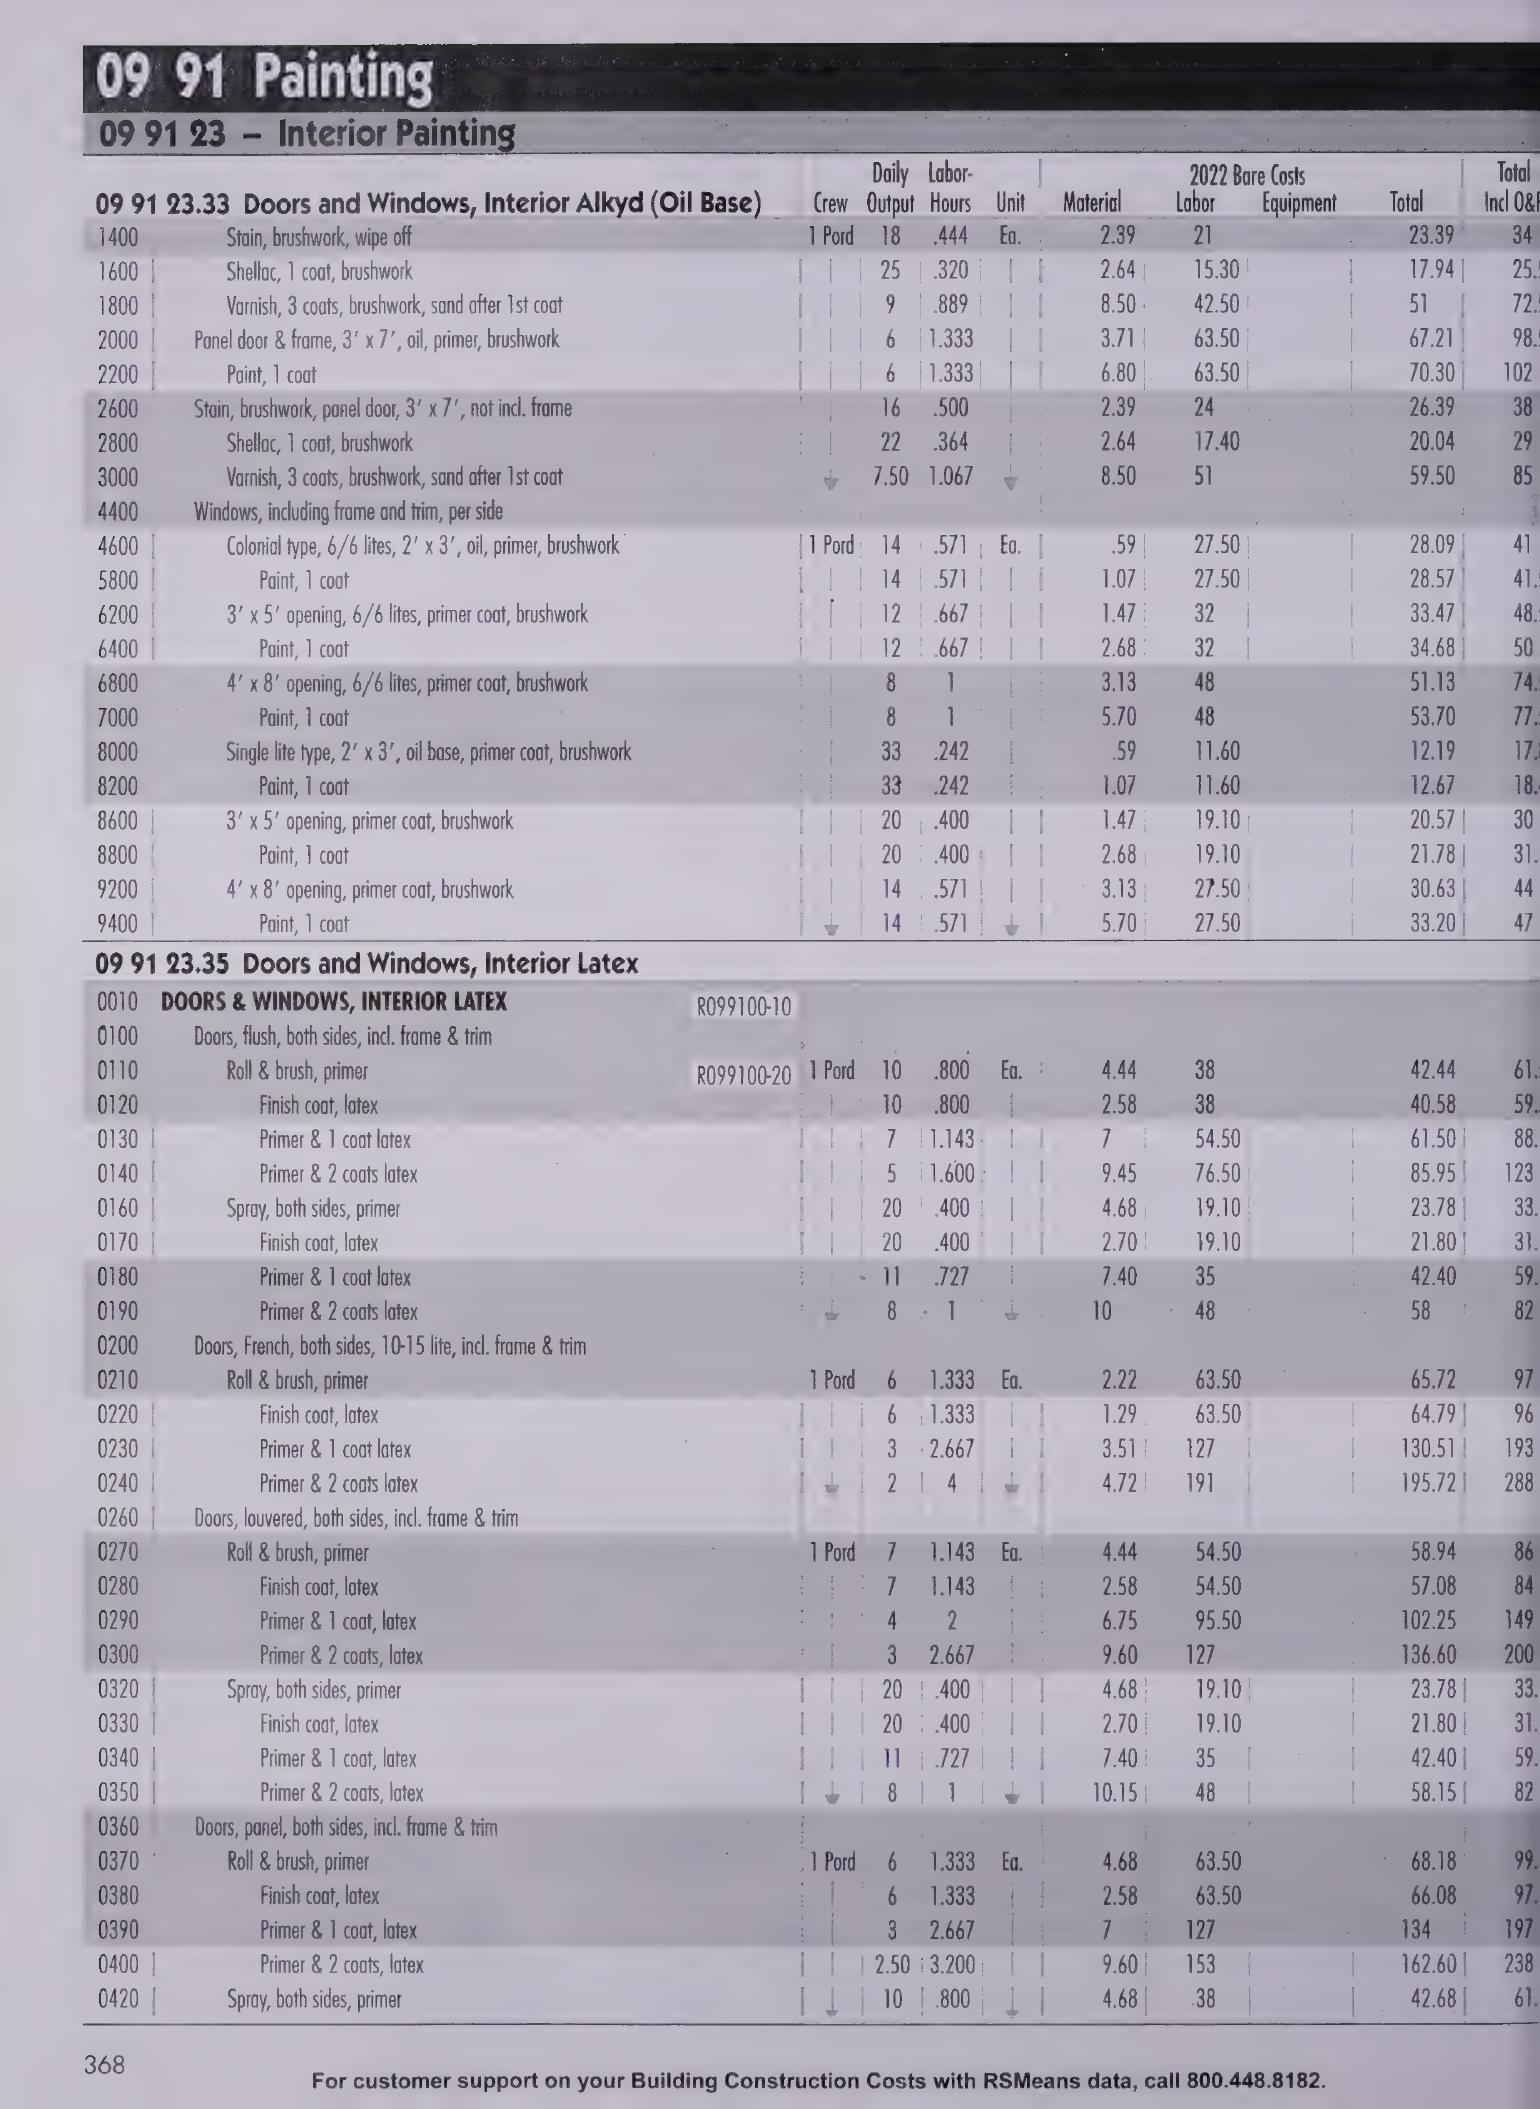 09 91 Painting
09 91 23 – Interior Painting
Daily Labor- 2022 Bare Costs Total
09 91 23.33 Doors and Windows, Interior Alkyd (Oil Base) Crew Output Hours Unit Material Labor Equipment Total Incl O&P
1400 Stain, brushwork, wipe off 1 Pord 18 .444 Ea. 2.39 21 23.39 34
1600 Shellac, 1 coat, brushwork 25 .320 2.64 15.30 17.94 25.
1800 Varnish, 3 coats, brushwork, sand after 1st coat 9 .889 8.50 42.50 51 72.
2000 Panel door & frame, 3' x 7', oil, primer, brushwork 6 1.333 3.71 63.50 67.21 98.
2200 Paint, 1 coat 6 1.333 6.80 63.50 70.30 102
2600 Stain, brushwork, panel door, 3' x 7', not incl. frame 16 .500 2.39 24 26.39 38
2800 Shellac, 1 coat, brushwork 22 .364 2.64 17.40 20.04 29
3000 Varnish, 3 coats, brushwork, sand after 1st coat 7.50 1.067 8.50 51 59.50 85
4400 Windows, including frame and trim, per side
4600 Colonial type, 6/6 lites, 2' x 3', oil, primer, brushwork 1 Pord 14 .571 Ea. .59 27.50 28.09 41
5800 Paint, 1 coat 14 .571 1.07 27.50 28.57 41.
6200 3' x 5' opening, 6/6 lites, primer coat, brushwork 12 .667 1.47 32 33.47 48.
6400 Paint, 1 coat 12 .667 2.68 32 34.68 50
6800 4' x 8' opening, 6/6 lites, primer coat, brushwork 8 1 3.13 48 51.13 74.
7000 Paint, 1 coat 8 1 5.70 48 53.70 77.
8000 Single lite type, 2' x 3', oil base, primer coat, brushwork 33 .242 .59 11.60 12.19 17.
8200 Paint, 1 coat 33 .242 1.07 11.60 12.67 18.
8600 3' x 5' opening, primer coat, brushwork 20 .400 1.47 19.10 20.57 30
8800 Paint, 1 coat 20 .400 2.68 19.10 21.78 31.
9200 4' x 8' opening, primer coat, brushwork 14 .571 3.13 27.50 30.63 44
9400 Paint, 1 coat 14 .571 5.70 27.50 33.20 47
09 91 23.35 Doors and Windows, Interior Latex
0010 DOORS & WINDOWS, INTERIOR LATEX R099100-10
0100 Doors, flush, both sides, incl. frame & trim
0110 Roll & brush, primer R099100-20 1 Pord 10 .800 Ea. 4.44 38 42.44 61.
0120 Finish coat, latex 10 .800 2.58 38 40.58 59.
0130 Primer & 1 coat latex 7 1.143 7 54.50 61.50 88.
0140 Primer & 2 coats latex 5 1.600 9.45 76.50 85.95 123
0160 Spray, both sides, primer 20 .400 4.68 19.10 23.78 33.
0170 Finish coat, latex 20 .400 2.70 19.10 21.80 31.
0180 Primer & 1 coat latex 11 .727 7.40 35 42.40 59.
0190 Primer & 2 coats latex 8 1 10 48 58 82
0200 Doors, French, both sides, 10-15 lite, incl. frame & trim
0210 Roll & brush, primer 1 Pord 6 1.333 Ea. 2.22 63.50 65.72 97
0220 Finish coat, latex 6 1.333 1.29 63.50 64.79 96
0230 Primer & 1 coat latex 3 2.667 3.51 127 130.51 193
0240 Primer & 2 coats latex 2 4 4.72 191 195.72 288
0260 Doors, louvered, both sides, incl. frame & trim
0270 Roll & brush, primer 1 Pord 7 1.143 Ea. 4.44 54.50 58.94 86
0280 Finish coat, latex 7 1.143 2.58 54.50 57.08 84
0290 Primer & 1 coat, latex 4 2 6.75 95.50 102.25 149
0300 Primer & 2 coats, latex 3 2.667 9.60 127 136.60 200
0320 Spray, both sides, primer 20 .400 4.68 19.10 23.78 33.
0330 Finish coat, latex 20 .400 2.70 19.10 21.80 31.
0340 Primer & 1 coat, latex 11 .727 7.40 35 42.40 59.
0350 Primer & 2 coats, latex 8 1 10.15 48 58.15 82
0360 Doors, panel, both sides, incl. frame & trim
0370 Roll & brush, primer 1 Pord 6 1.333 Ea. 4.68 63.50 68.18 99.
0380 Finish coat, latex 6 1.333 2.58 63.50 66.08 97.
0390 Primer & 1 coat, latex 3 2.667 7 127 134 197
0400 Primer & 2 coats, latex 2.50 3.200 9.60 153 162.60 238
0420 Spray, both sides, primer 10 .800 4.68 38 42.68 61.
368
For customer support on your Building Construction Costs with RSMeans data, call 800.448.8182.